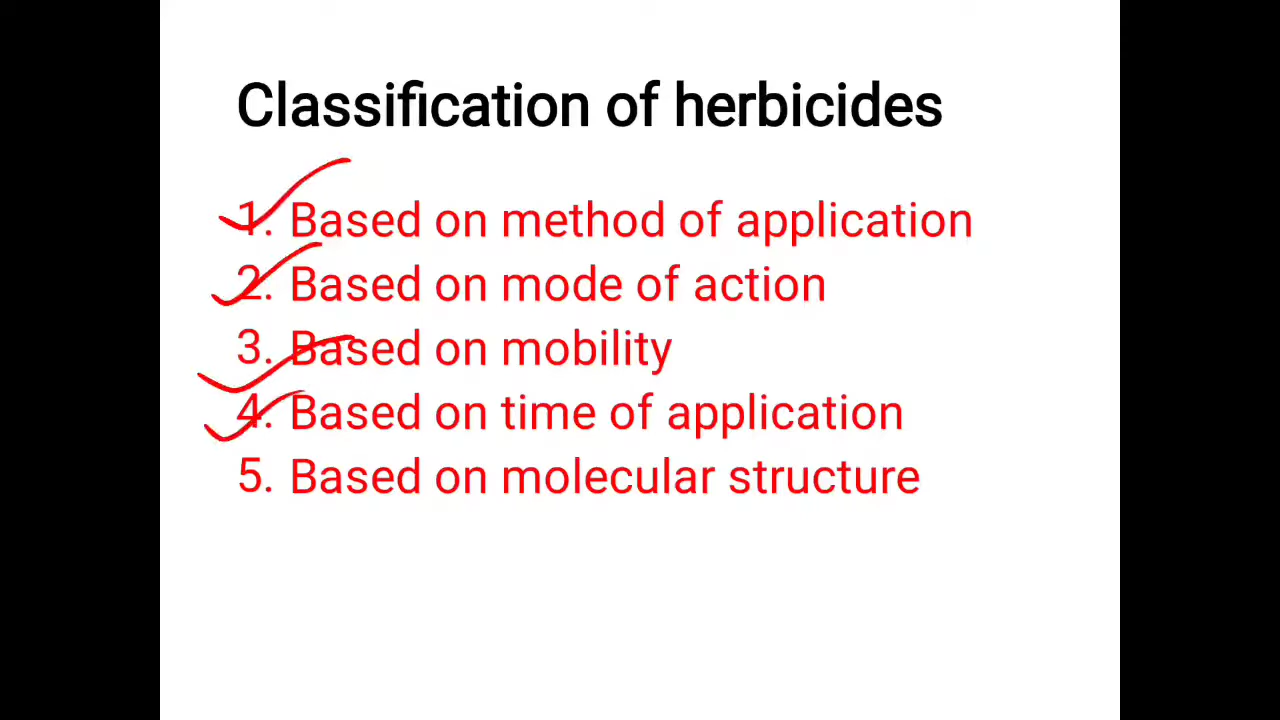 Classification of herbicides
1. Based on method of application
2. Based on mode of action
3. Based on mobility
4. Based on time of application
5. Based on molecular structure